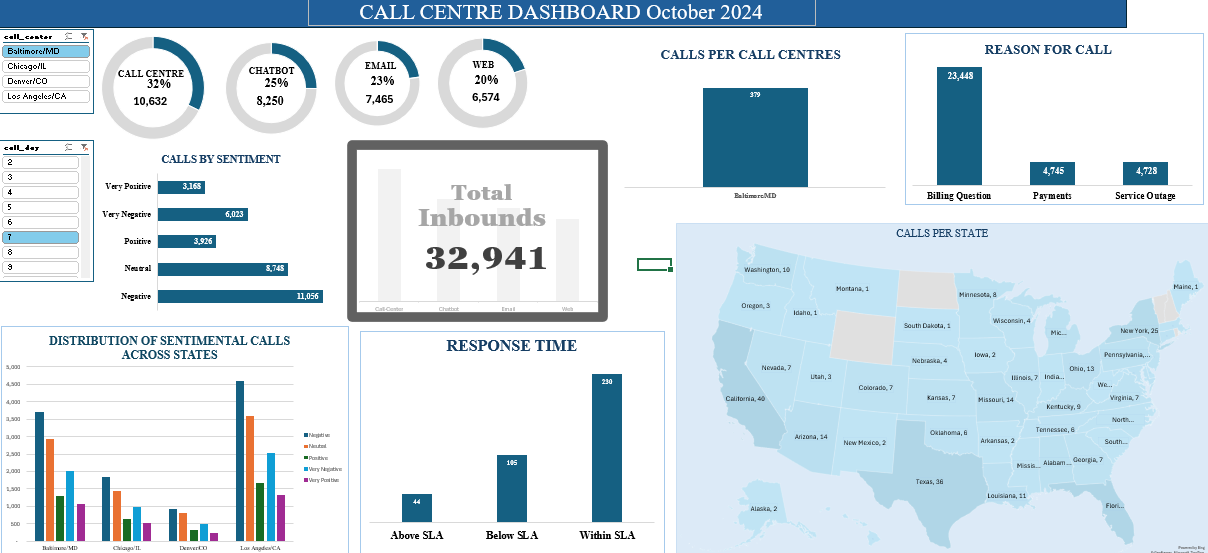 CALL CENTRE DASHBOARD October 2024
call_center
Baltimore/MD
Chicago/IL
Denver/CO
Los Angeles/CA
CALL CENTRE
32%
10,632
CHATBOT
25%
8,250
EMAIL
23%
7,465
WEB
20%
6,574
CALLS PER CALL CENTRES
379
Baltimore/MD
REASON FOR CALL
23,448
4,745
4,728
Billing Question
Payments
Service Outage
call_day
2
3
4
5
6
7
8
9
CALLS BY SENTIMENT
Very Positive
3,168
Very Negative
6,023
Positive
3,926
Neutral
8,748
Negative
11,056
Total
Inbounds
32,941
Call-Center
Chatbot
Email
Web
CALLS PER STATE
Washington, 10
Montana, 1
Minnesota, 8
Maine, 1
Oregon, 3
Idaho, 1
South Dakota, 1
Wisconsin, 4
Mic...
New York, 25
Nebraska, 4
Iowa, 2
Pennsylvania,...
Nevada, 7
Utah, 3
Colorado, 7
Illinois, 7
India...
Ohio, 13
We...
Virginia, 7
California, 40
Kansas, 7
Missouri, 14
Kentucky, 9
North...
Arizona, 14
New Mexico, 2
Oklahoma, 6
Arkansas, 2
Tennessee, 6
South...
Missis...
Alabam...
Georgia, 7
Texas, 36
Louisiana, 11
Flori...
Alaska, 2
Powered by Bing
DISTRIBUTION OF SENTIMENTAL CALLS
ACROSS STATES
5,000
4,500
4,000
3,500
3,000
2,500
2,000
1,500
1,000
500
-
Baltimore/MD
Chicago/IL
Denver/CO
Los Angeles/CA
Negative
Neutral
Positive
Very Negative
Very Positive
RESPONSE TIME
44
105
230
Above SLA
Below SLA
Within SLA